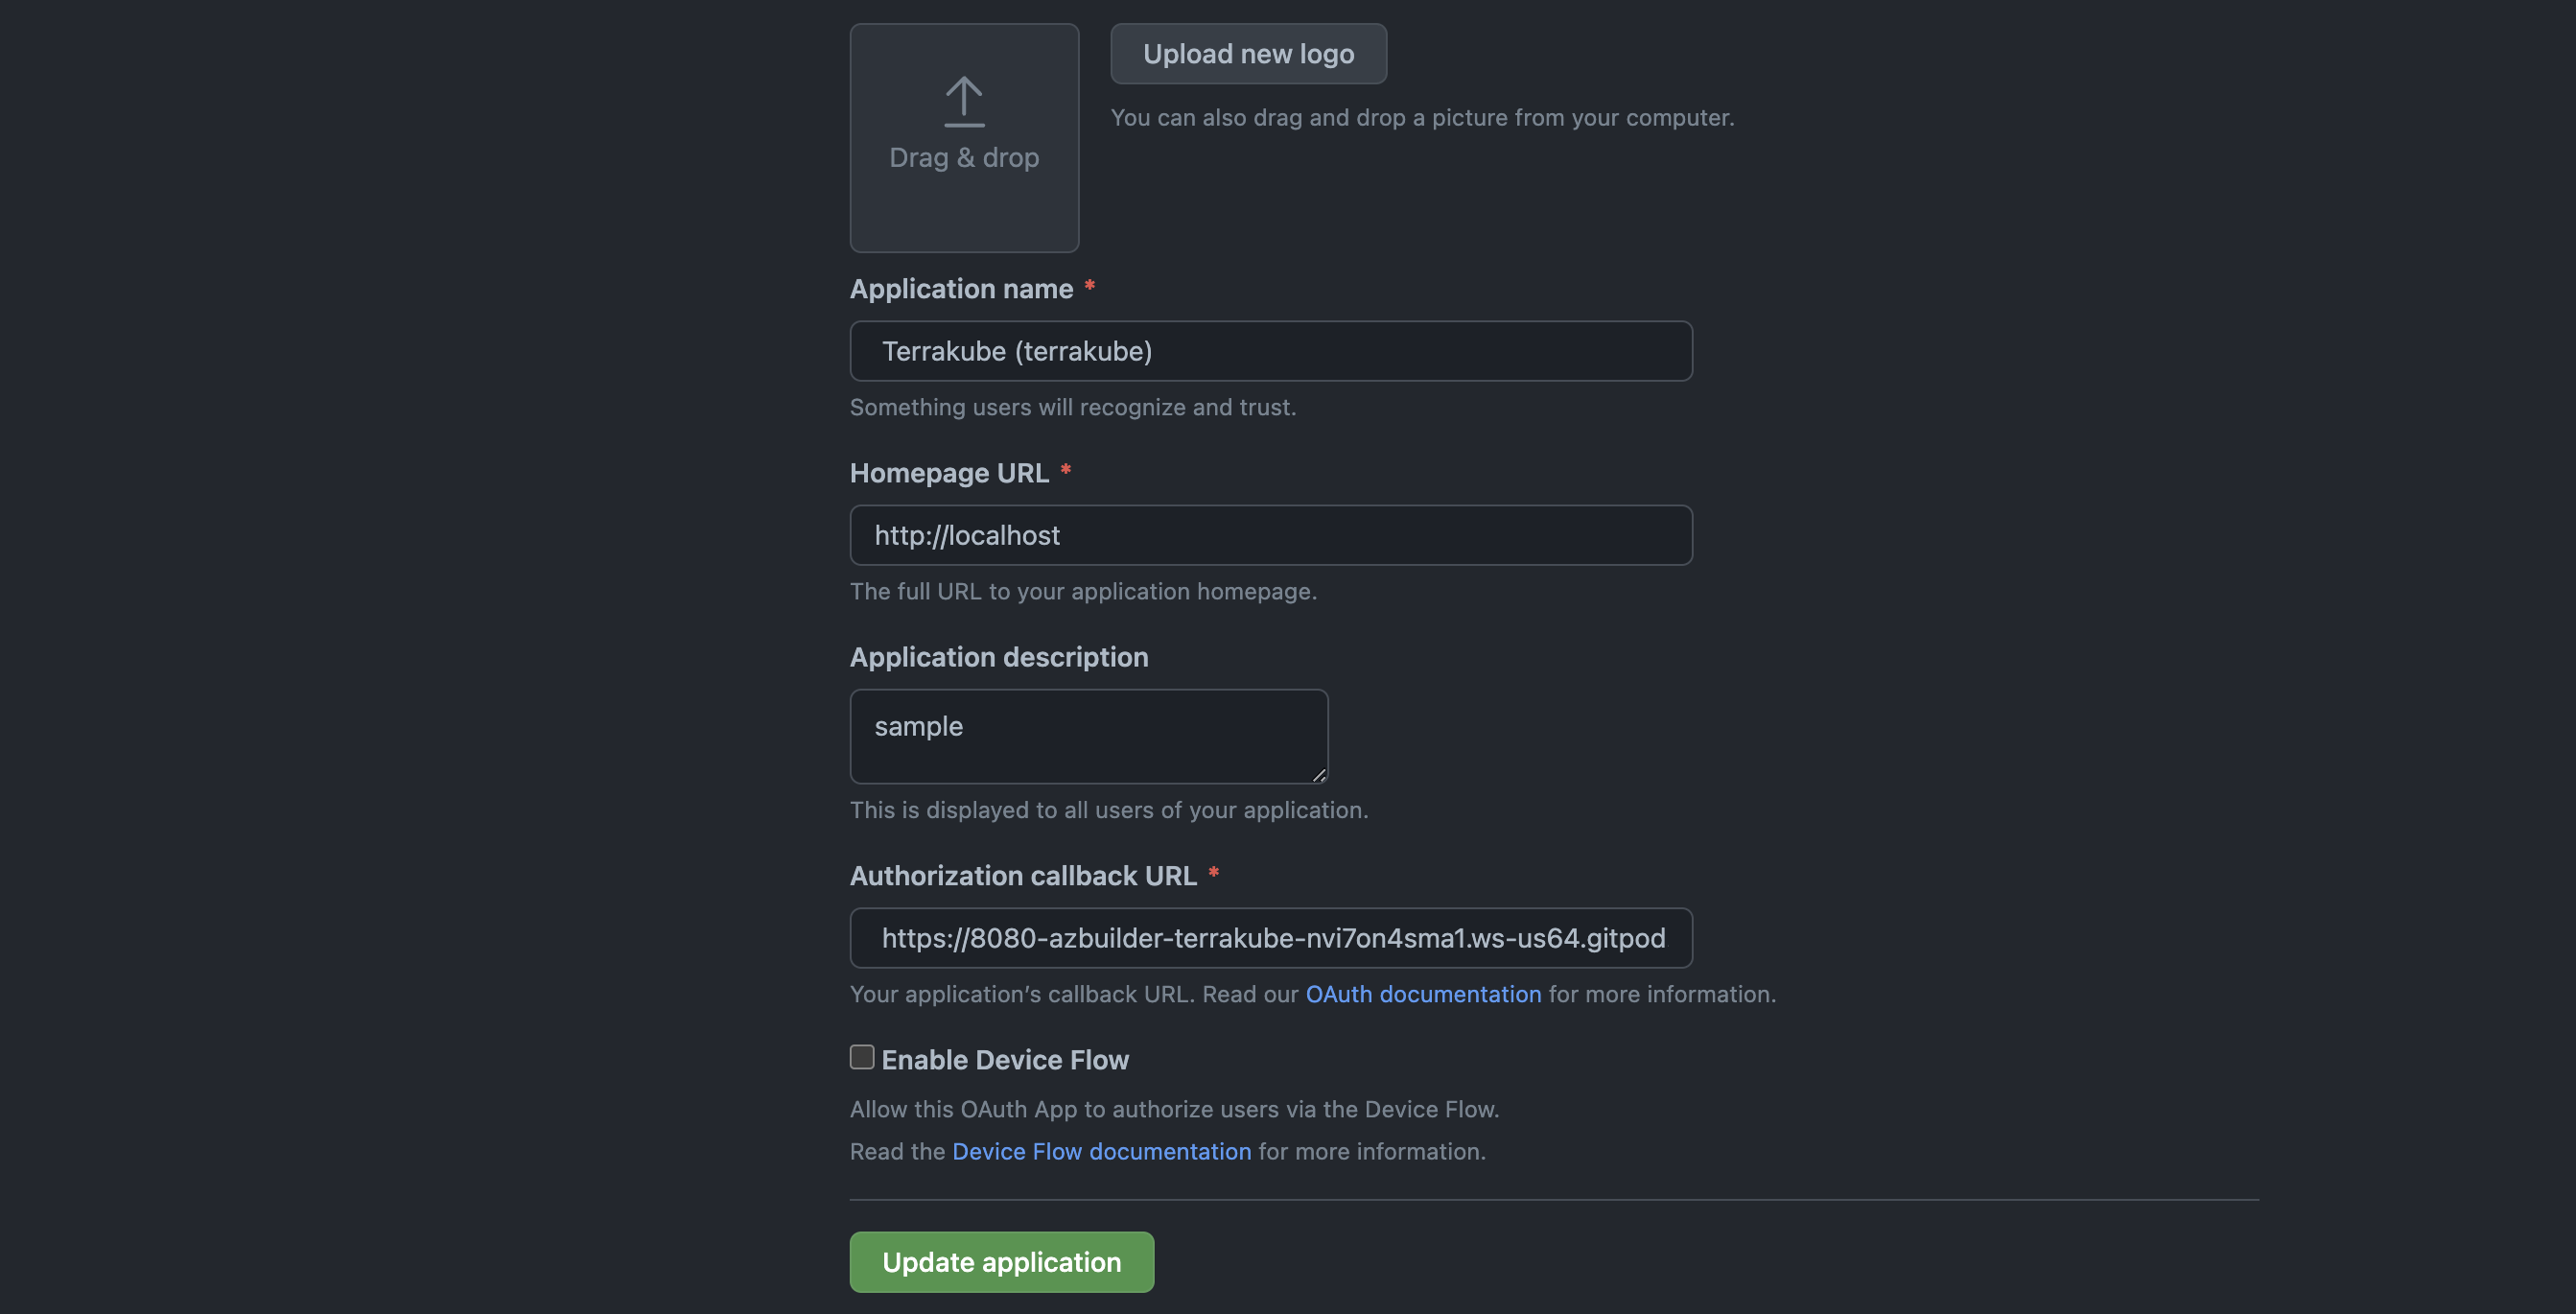 Upload new logo
You can also drag and drop a picture from your computer.
Drag & drop
Application name *
Terrakube (terrakube)
Something users will recognize and trust.
Homepage URL *
http://localhost
The full URL to your application homepage.
Application description
sample
This is displayed to all users of your application.
Authorization callback URL *
https://8080-azbuilder-terrakube-nvi7on4sma1.ws-us64.gitpod
Your application’s callback URL. Read our OAuth documentation for more information.
Enable Device Flow
Allow this OAuth App to authorize users via the Device Flow.
Read the Device Flow documentation for more information.
Update application